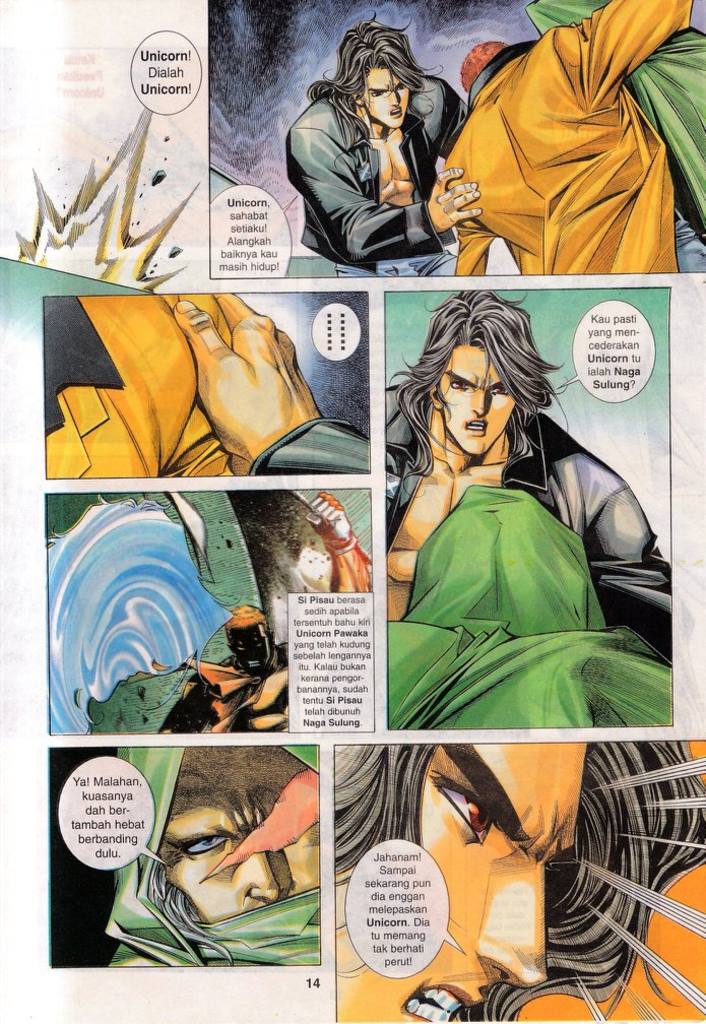 Unicorn!
Dialah
Unicorn!
Unicorn,
sahabat
setiaku!
Alangkah
baiknya kau
masih hidup!
Kau pasti
yang men-
cederakan
Unicorn tu
ialah Naga
Sulung?
Si Pisau berasa
sedih apabila
tersentuh bahu kiri
Unicorn Pawaka
yang telah kudung
sebelah lengannya
itu. Kalau bukan
kerana pengor-
banannya, sudah
tentu Si Pisau
telah dibunuh
Naga Sulung.
Ya! Malahan,
kuasanya
dah ber-
tambah hebat
berbanding
dulu.
Jahanam!
Sampai
sekarang pun
dia enggan
melepaskan
Unicorn. Dia
tu memang
tak berhati
perut!
14